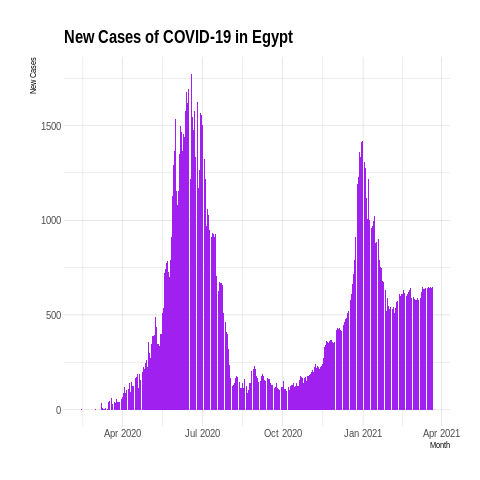 New Cases of COVID-19 in Egypt
New Cases
1500
1000
500
0
Apr 2020 Jul 2020 Oct 2020 Jan 2021 Apr 2021
Month